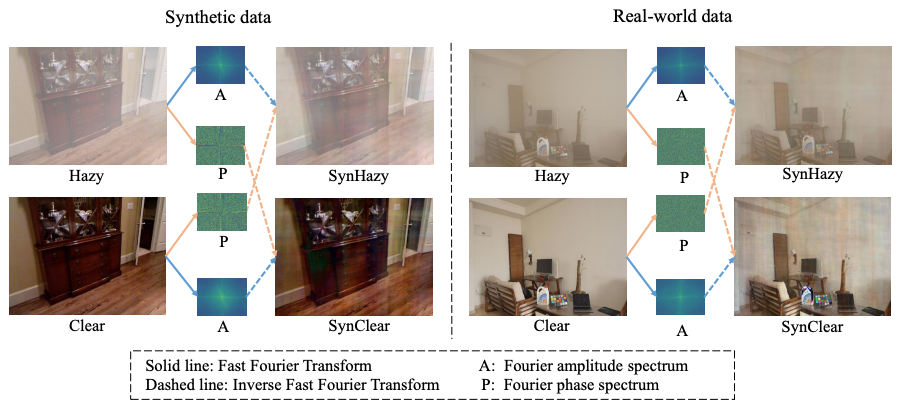 Synthetic data
Real-world data
A
P
Hazy
SynHazy
P
A
Clear
SynClear
A
P
Hazy
SynHazy
P
A
Clear
SynClear
Solid line: Fast Fourier Transform
A: Fourier amplitude spectrum
Dashed line: Inverse Fast Fourier Transform
P: Fourier phase spectrum